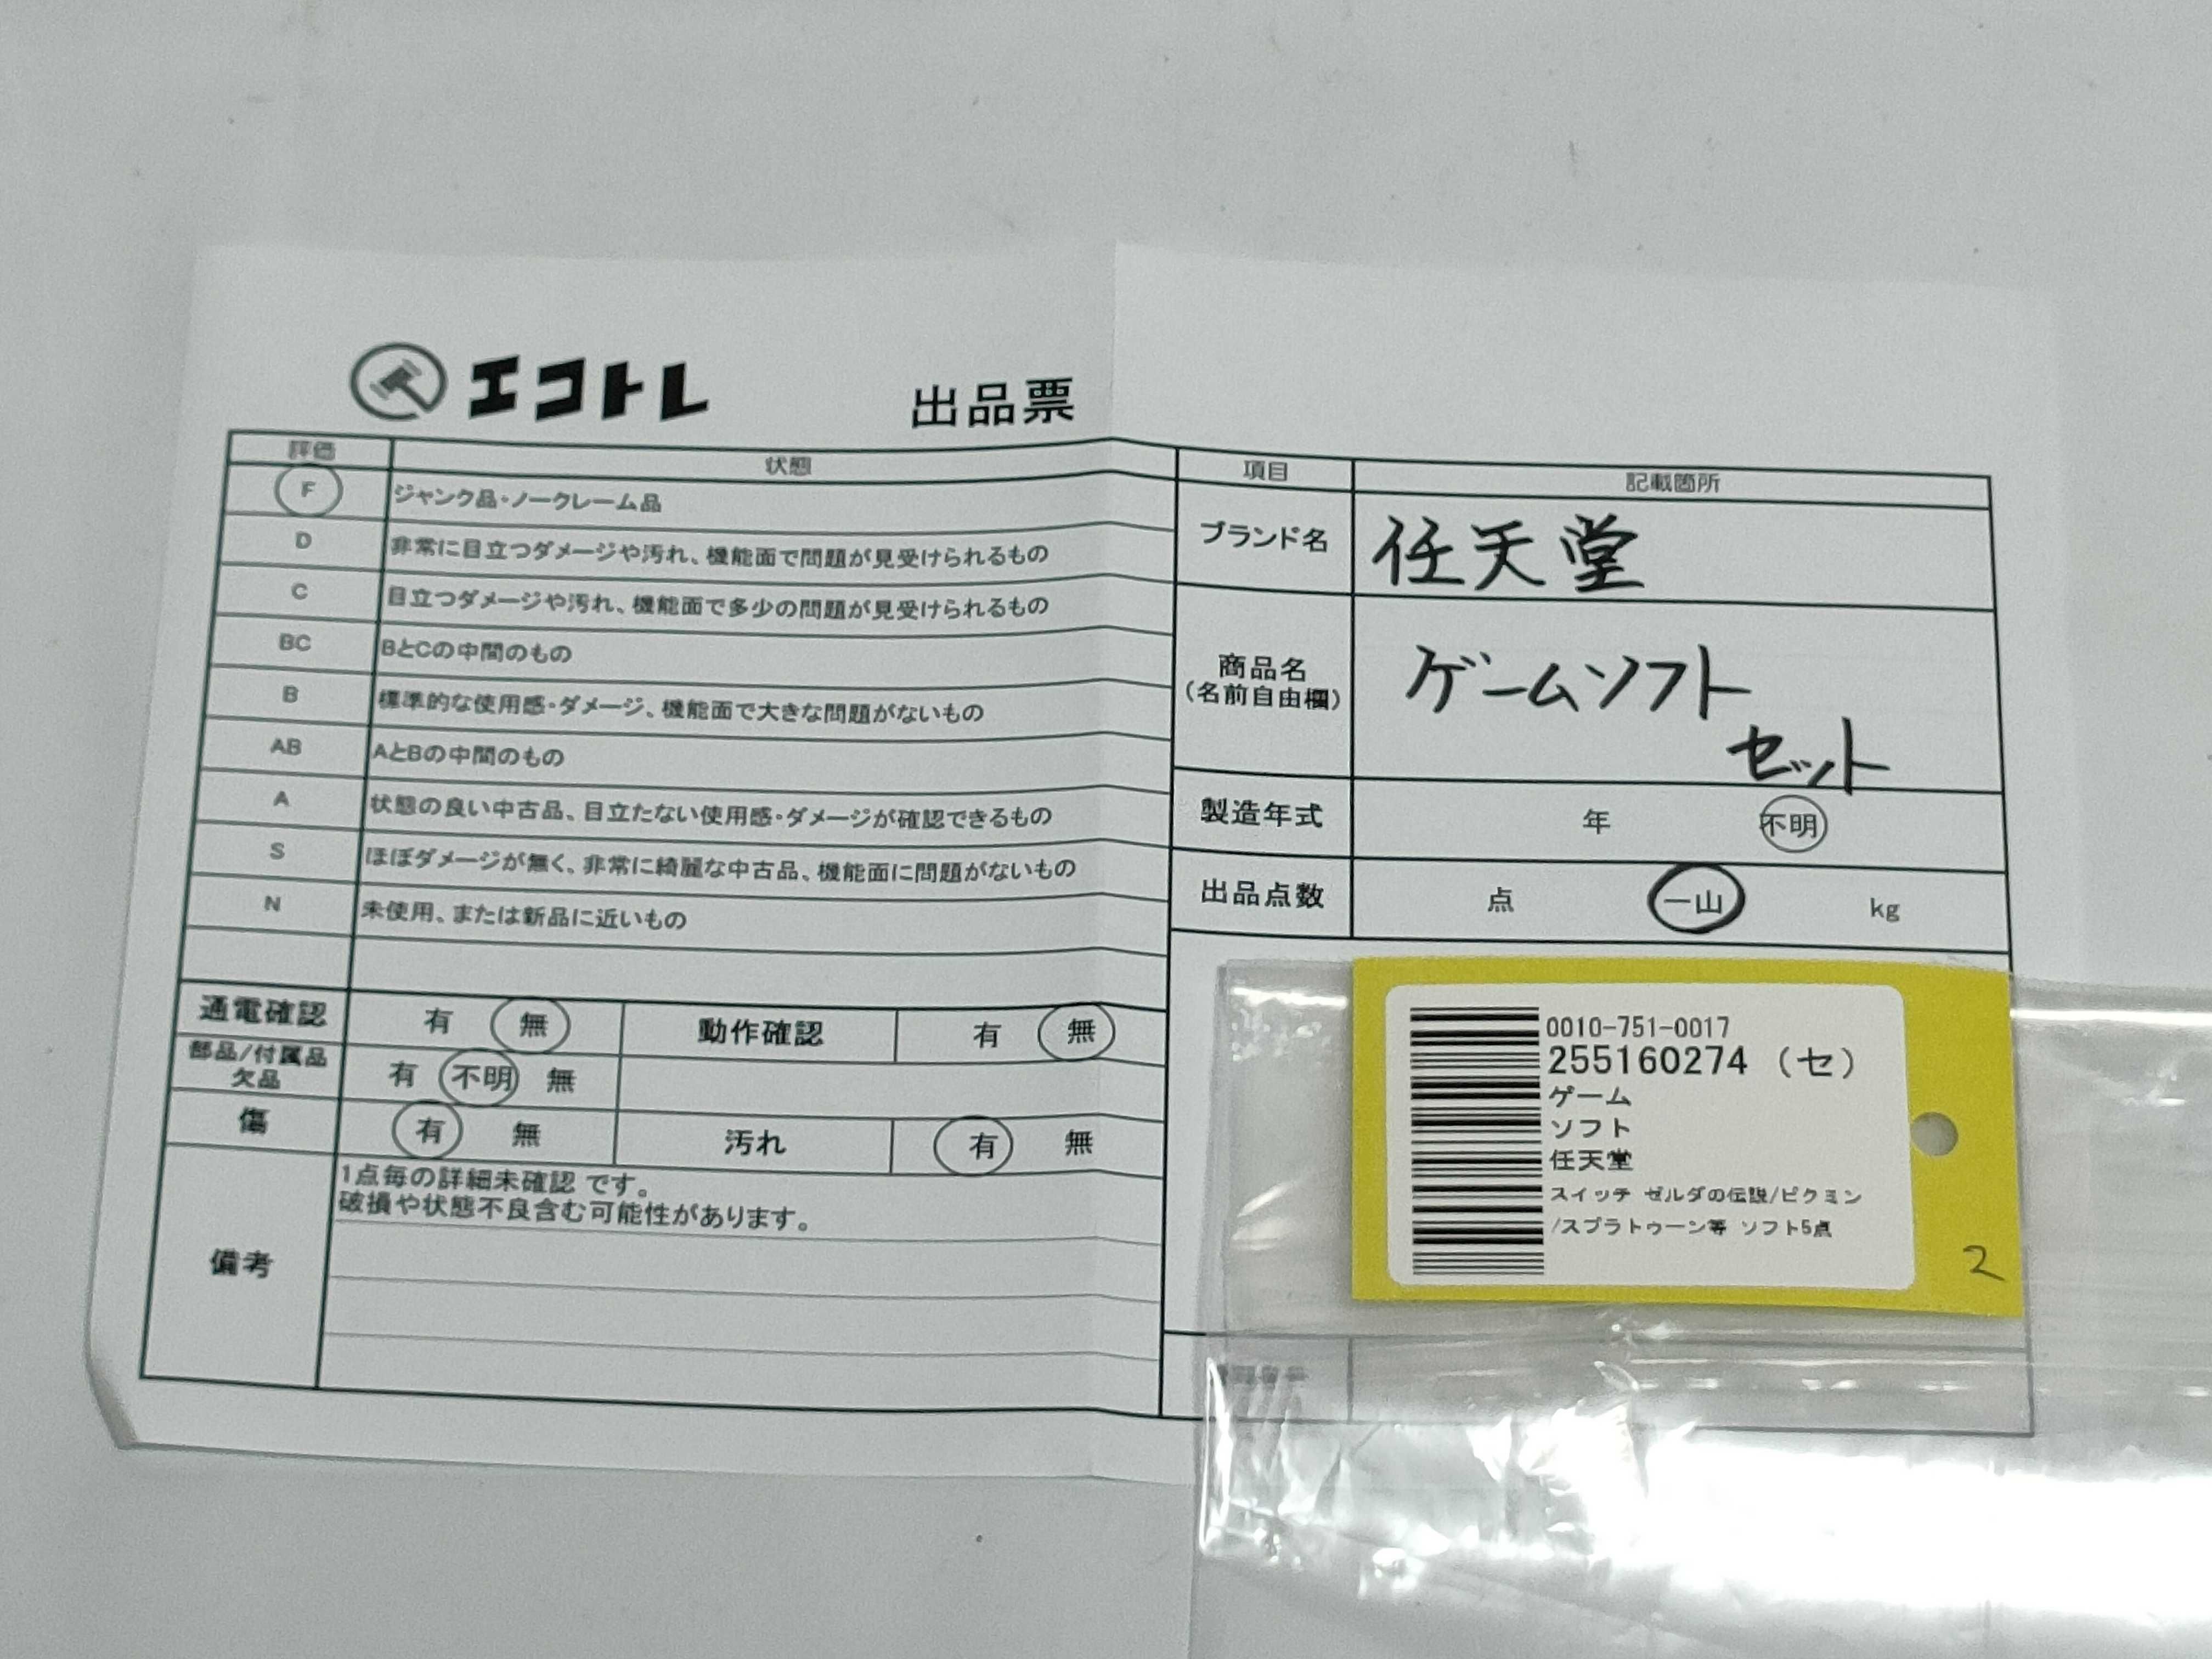 エコトレ
出品票
評価 状態
F ジャンク品・ノークレーム品
D 非常に目立つダメージや汚れ、機能面で問題が見受けられるもの
C 目立つダメージや汚れ、機能面で多少の問題が見受けられるもの
BC BとCの中間のもの
B 標準的な使用感・ダメージ、機能面で大きな問題がないもの
AB AとBの中間のもの
A 状態の良い中古品、目立たない使用感・ダメージが確認できるもの
S ほぼダメージが無く、非常に綺麗な中古品、機能面に問題がないもの
N 未使用、または新品に近いもの
通電確認 有 無 動作確認 有 無
部品/付属品
欠品
有 不明 無
傷 有 無 汚れ 有 無
備考
1点毎の詳細未確認 です。
破損や状態不良含む可能性があります。
項目 記載箇所
ブランド名 任天堂
商品名
(名前自由欄)
ゲームソフト
セット
製造年式 年 不明
出品点数 点 一山 kg
0010-751-0017
255160274 (セ)
ゲーム
ソフト
任天堂
スイッチ ゼルダの伝説/ピクミン
/スプラトゥーン等 ソフト5点
2